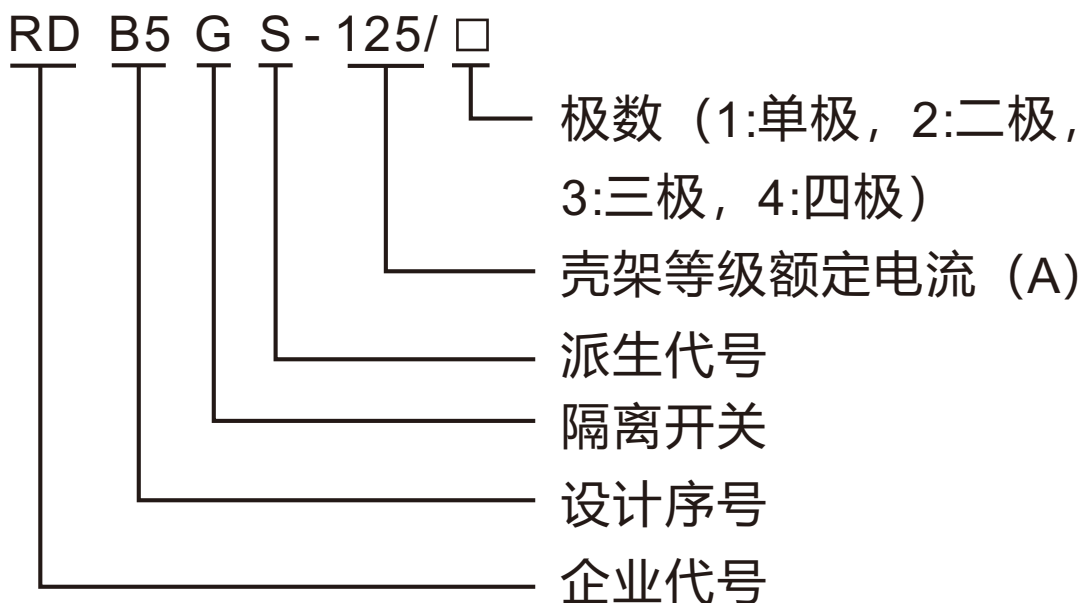 RD B5 G S - 125/ □
极数（1:单极，2:二极，
3:三极，4:四极）
壳架等级额定电流（A）
派生代号
隔离开关
设计序号
企业代号